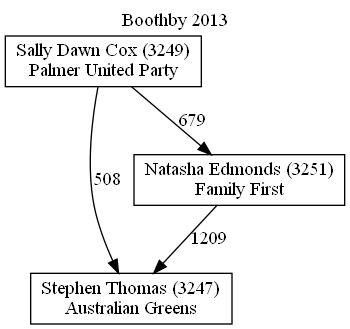 Boothby 2013
Sally Dawn Cox (3249)
Palmer United Party
679
Natasha Edmonds (3251)
Family First
508
1209
Stephen Thomas (3247)
Australian Greens